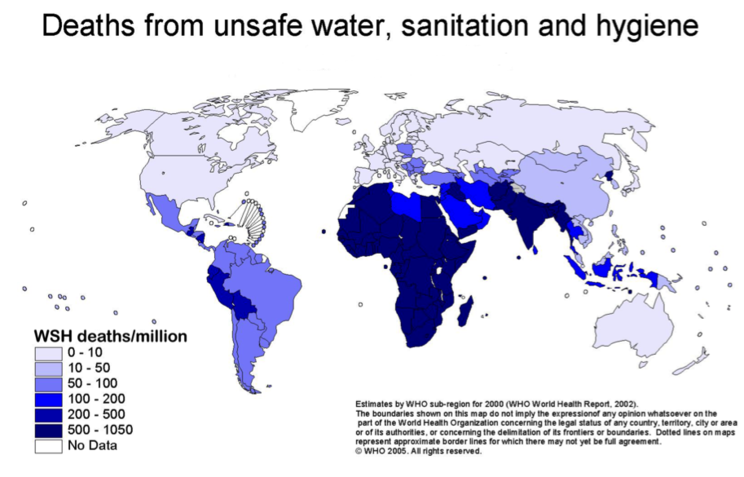 Deaths from unsafe water, sanitation and hygiene
WSH deaths/million
0 - 10
10 - 50
50 - 100
100 - 200
200 - 500
500 - 1050
No Data
Estimates by WHO sub-region for 2000 (WHO World Health Report, 2002).
The boundaries shown on this map do not imply the expressionof any opinion whatsoever on the
part of the World Health Organization concerning the legal status of any country, territory, city or area
or of its authorities, or concerning the delimitation of its frontiers or boundaries. Dotted lines on maps
represent approximate border lines for which there may not yet be full agreement.
© WHO 2005. All rights reserved.